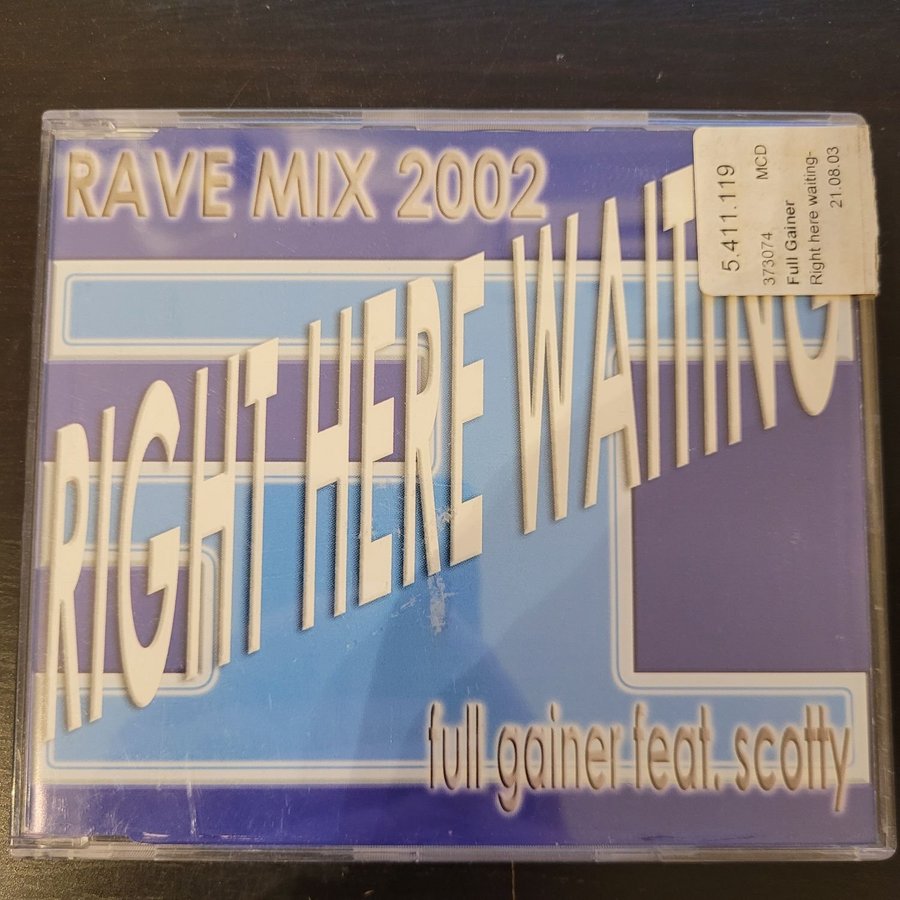 RAVE MIX 2002
RIGHT HERE WAITING
full gainer feat. scotty
5.411.119
MCD
373074
Full Gainer
Right here waiting-
21.08.03